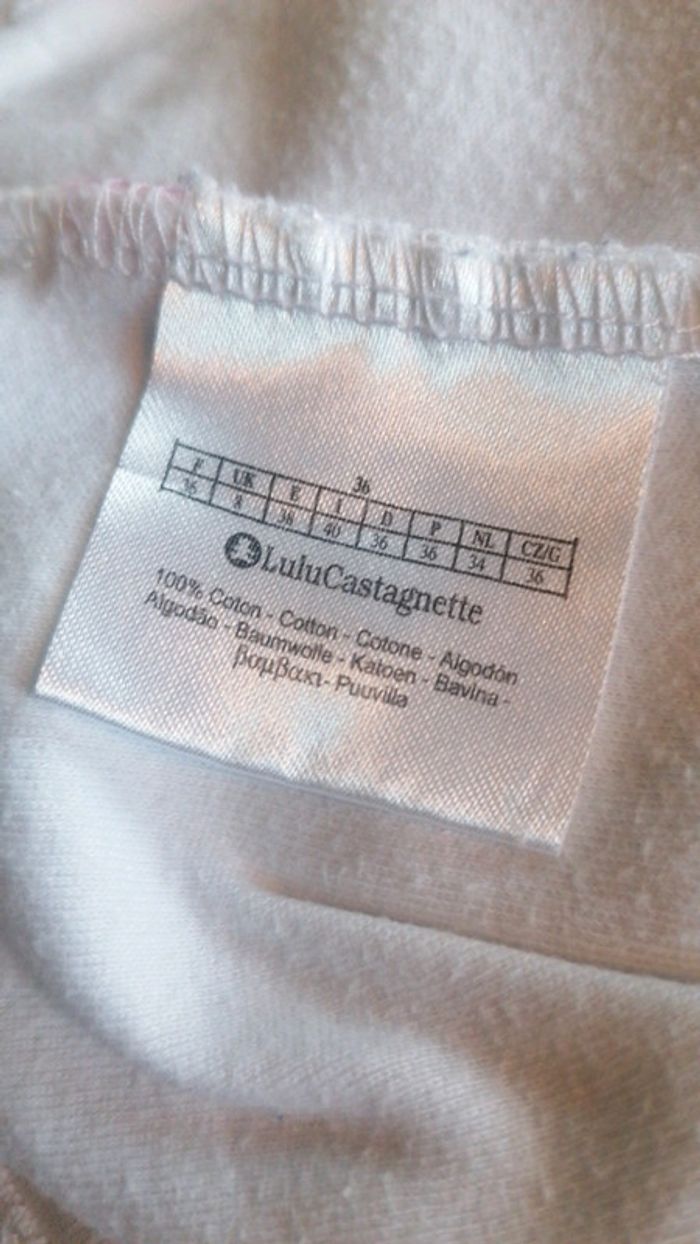 36
F UK E I D P NL CZ/G
36 8 38 40 36 36 34 36
LuluCastagnette
100% Coton - Cotton - Cotone - Algodón
Algodão - Baumwolle - Katoen - Bavlna -
βαμβακι - Puuvilla